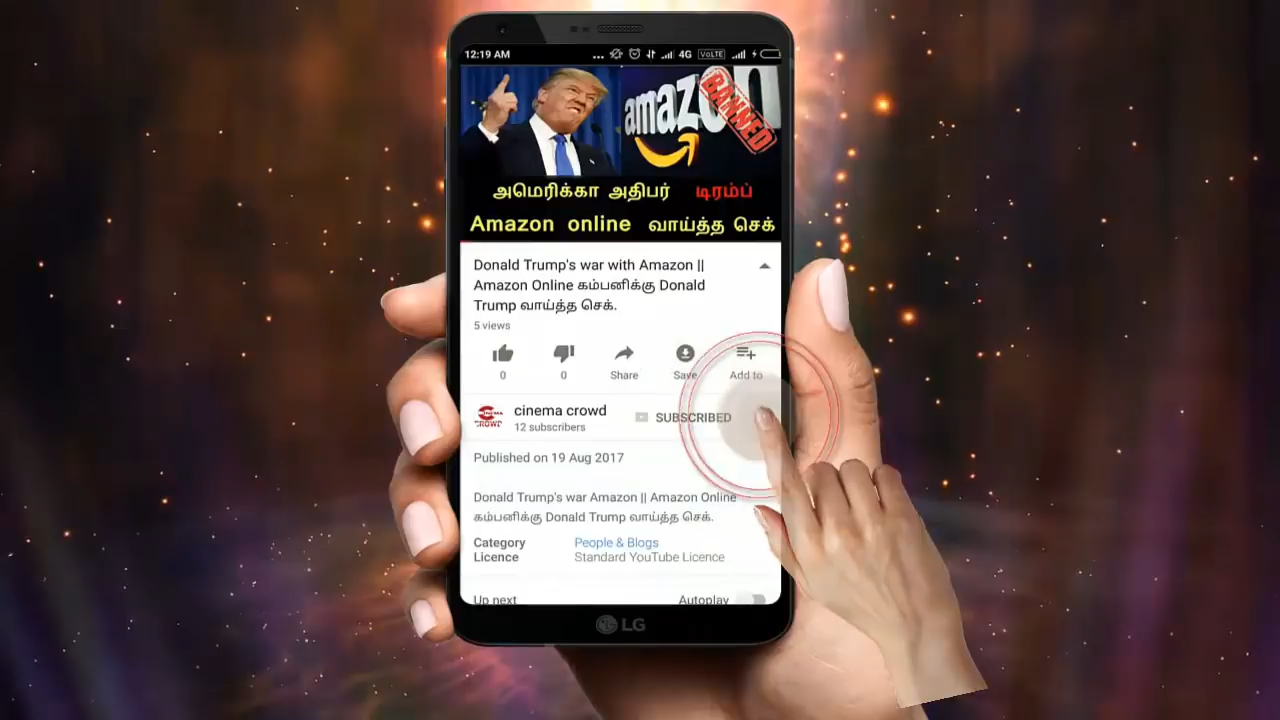 12:19 AM
4G
VoLTE
amazon
BANNED
அமெரிக்கா அதிபர் டிரம்ப்
Amazon online வாய்த்த செக்
Donald Trump's war with Amazon ||
Amazon Online கம்பனிக்கு Donald
Trump வாய்த்த செக்.
5 views
0
0
Share
Save
Add to
CINEMA
CROWD
cinema crowd
SUBSCRIBED
12 subscribers
Published on 19 Aug 2017
Donald Trump's war Amazon || Amazon Online
கம்பனிக்கு Donald Trump வாய்த்த செக்.
Category People & Blogs
Licence Standard YouTube Licence
Up next Autoplay
LG